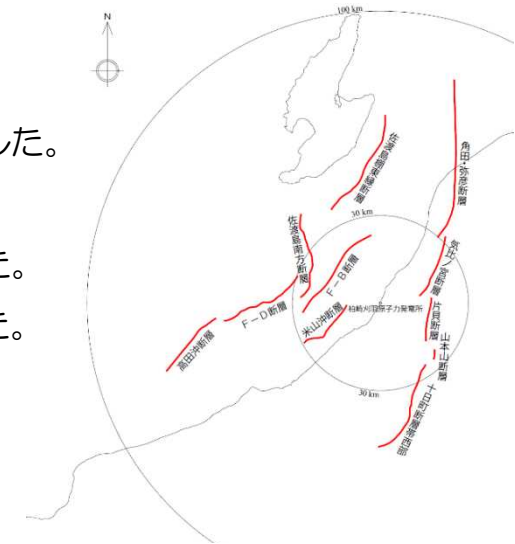 N
100 km
した。
佐渡島棚東縁断層
角田・弥彦断層
30 km
佐渡島南方断層
F－B断層
気比ノ宮断層
た。
柏崎刈羽原子力発電所
片貝断層
た。
F－D断層
米山沖断層
山本山断層
高田沖断層
30 km
十日町断層帯西部